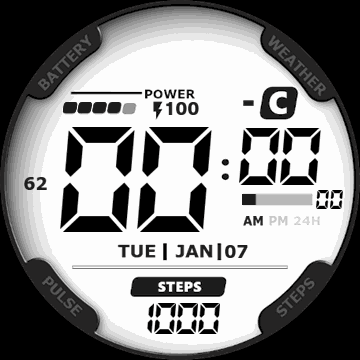 BATTERY
WEATHER
POWER
100
- C
00:00
62
00
AM PM 24H
TUE | JAN|07
STEPS
1000
PULSE
STEPS